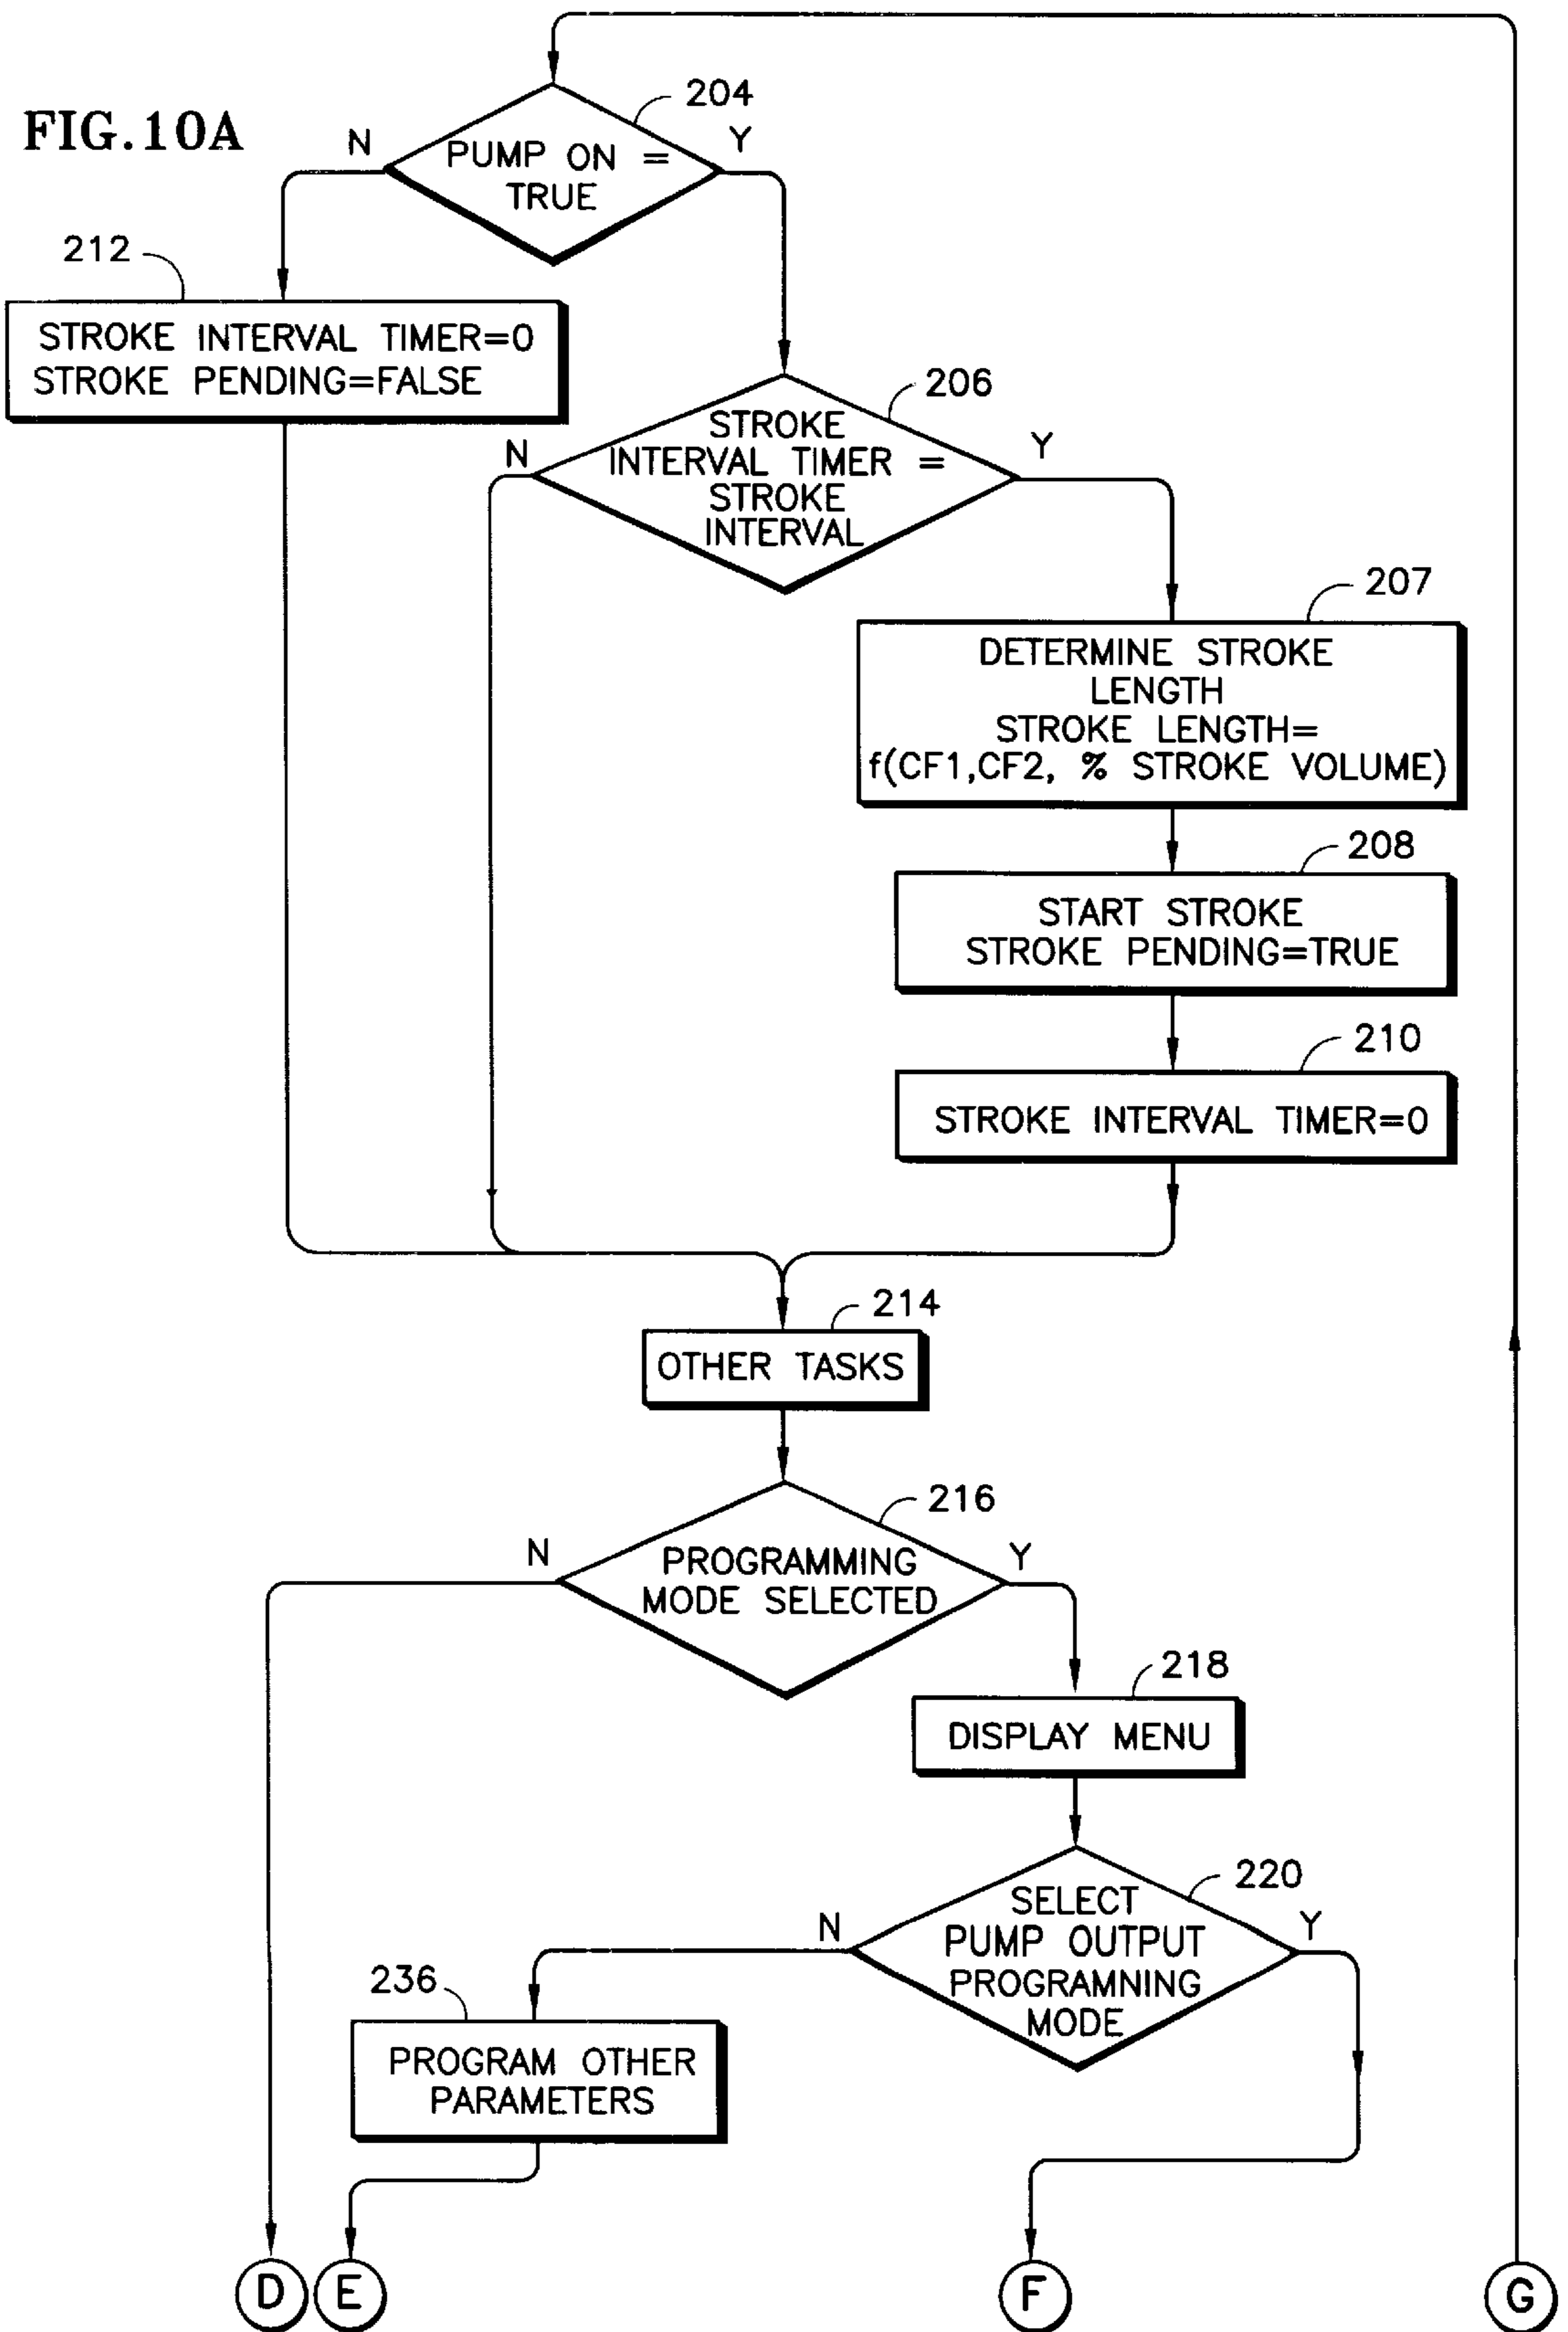 FIG.10A
204
N
Y
PUMP ON =
TRUE
212
STROKE INTERVAL TIMER=0
STROKE PENDING=FALSE
206
N
Y
STROKE
INTERVAL TIMER =
STROKE
INTERVAL
207
DETERMINE STROKE
LENGTH
STROKE LENGTH=
f(CF1,CF2, % STROKE VOLUME)
208
START STROKE
STROKE PENDING=TRUE
210
STROKE INTERVAL TIMER=0
214
OTHER TASKS
216
N
Y
PROGRAMMING
MODE SELECTED
218
DISPLAY MENU
220
N
Y
SELECT
PUMP OUTPUT
PROGRAMNING
MODE
236
PROGRAM OTHER
PARAMETERS
D
E
F
G